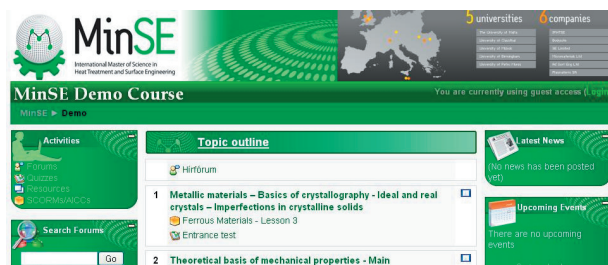 MinSE
International Master of Science in
Heat Treatment and Surface Engineering
5 universities
6 companies
MinSE Demo Course
You are currently using guest access (Login
MinSE ► Demo
Activities
Forums
Quizzes
Resources
SCORMs/AICCs
Search Forums
Go
Topic outline
Hírfórum
1 Metallic materials – Basics of crystallography - Ideal and real
crystals – Imperfections in crystalline solids
Ferrous Materials - Lesson 3
Entrance test
2 Theoretical basis of mechanical properties - Main
Latest News
(No news has been posted
yet)
Upcoming Events
There are no upcoming
events